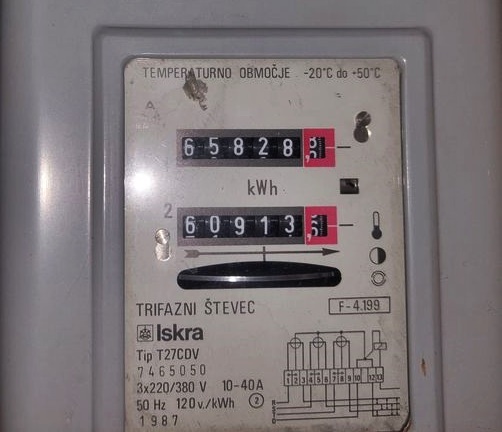 TEMPERATURNO OBMOČJE -20°C do +50°C
65828
kWh
2
60913
TRIFAZNI ŠTEVEC
F-4.199
Iskra
Tip T27CDV
7465050
3x220/380 V 10-40A
50 Hz 120 v./kWh 2
1987